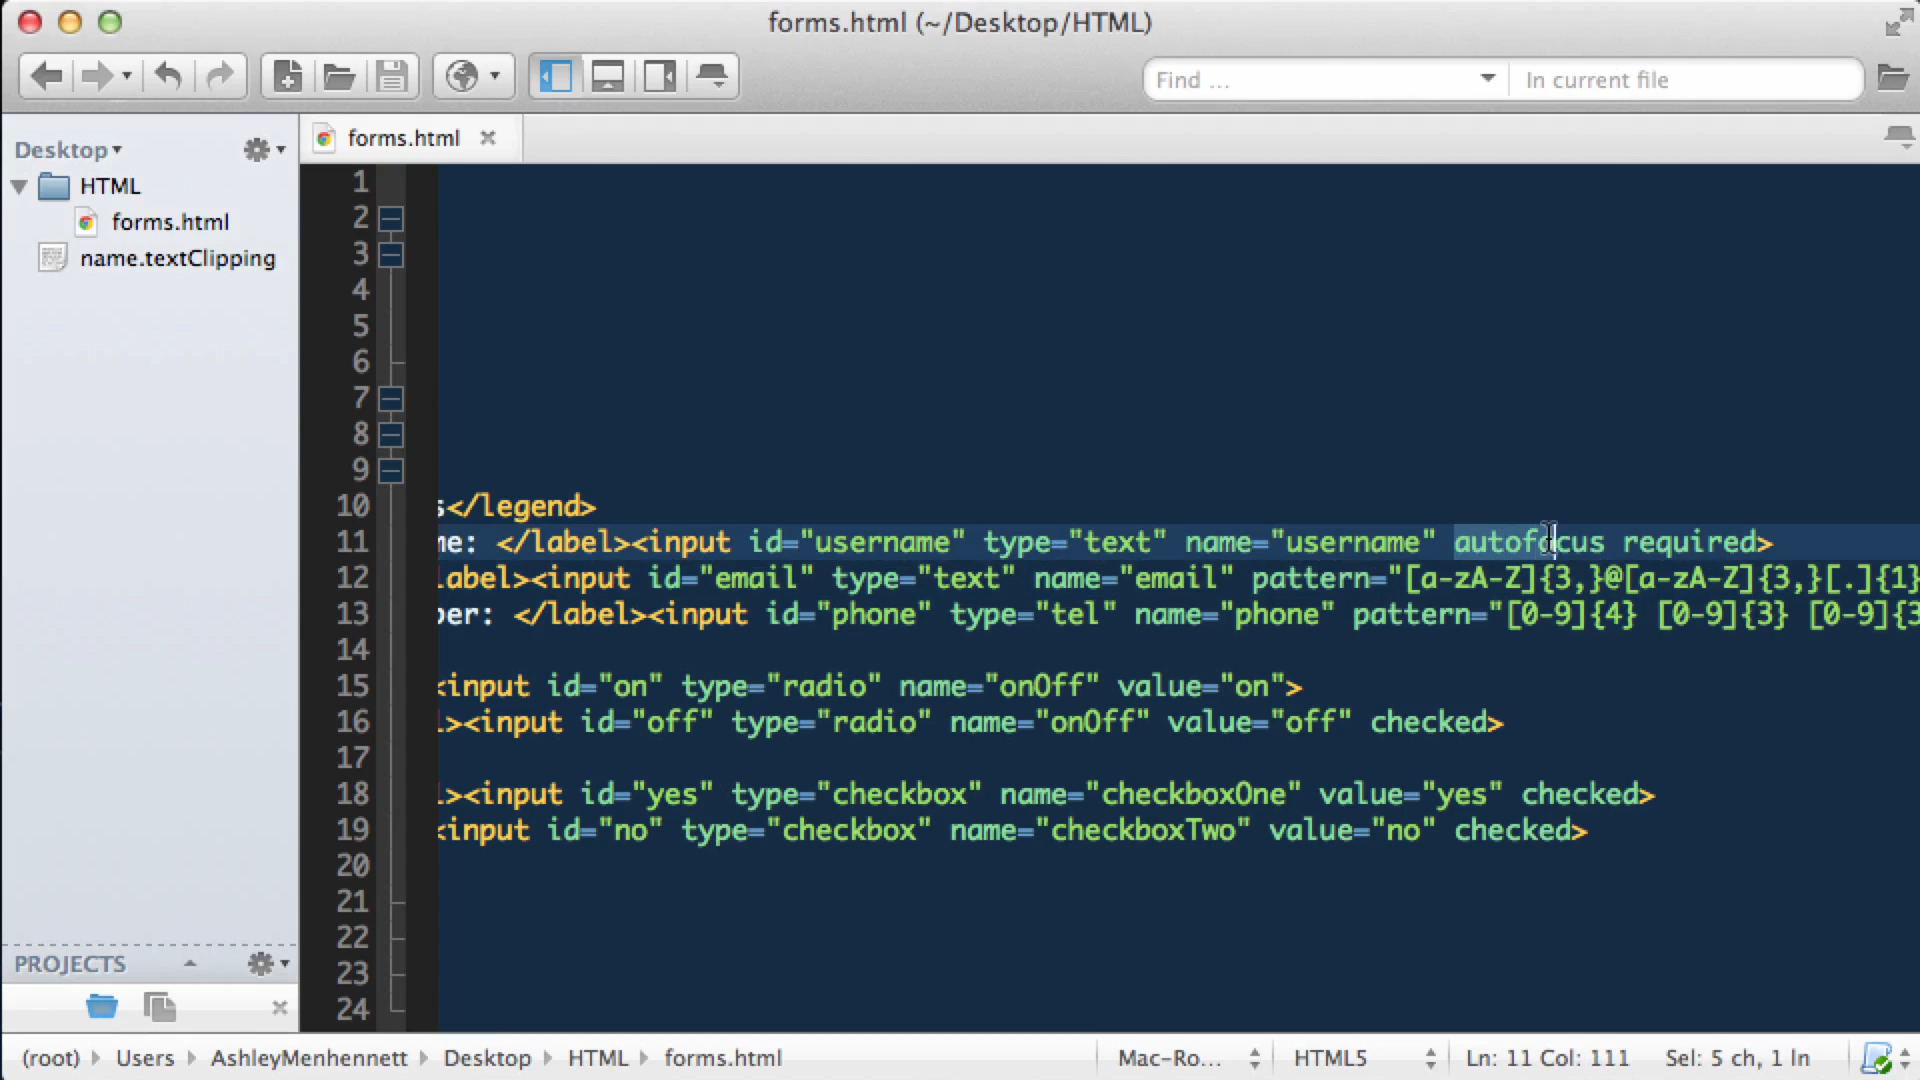 forms.html (~/Desktop/HTML)
Find ...
In current file
Desktop
forms.html
HTML
forms.html
name.textClipping
1
2
3
4
5
6
7
8
9
10 s</legend>
11 me: </label><input id="username" type="text" name="username" autofocus required>
12 label><input id="email" type="text" name="email" pattern="[a-zA-Z]{3,}@[a-zA-Z]{3,}[.]{1}
13 ber: </label><input id="phone" type="tel" name="phone" pattern="[0-9]{4} [0-9]{3} [0-9]{3
14
15 <input id="on" type="radio" name="onOff" value="on">
16 l><input id="off" type="radio" name="onOff" value="off" checked>
17
18 l><input id="yes" type="checkbox" name="checkboxOne" value="yes" checked>
19 <input id="no" type="checkbox" name="checkboxTwo" value="no" checked>
20
21
22
23
24
PROJECTS
(root) Users AshleyMenhennett Desktop HTML forms.html
Mac-Ro... HTML5 Ln: 11 Col: 111 Sel: 5 ch, 1 ln